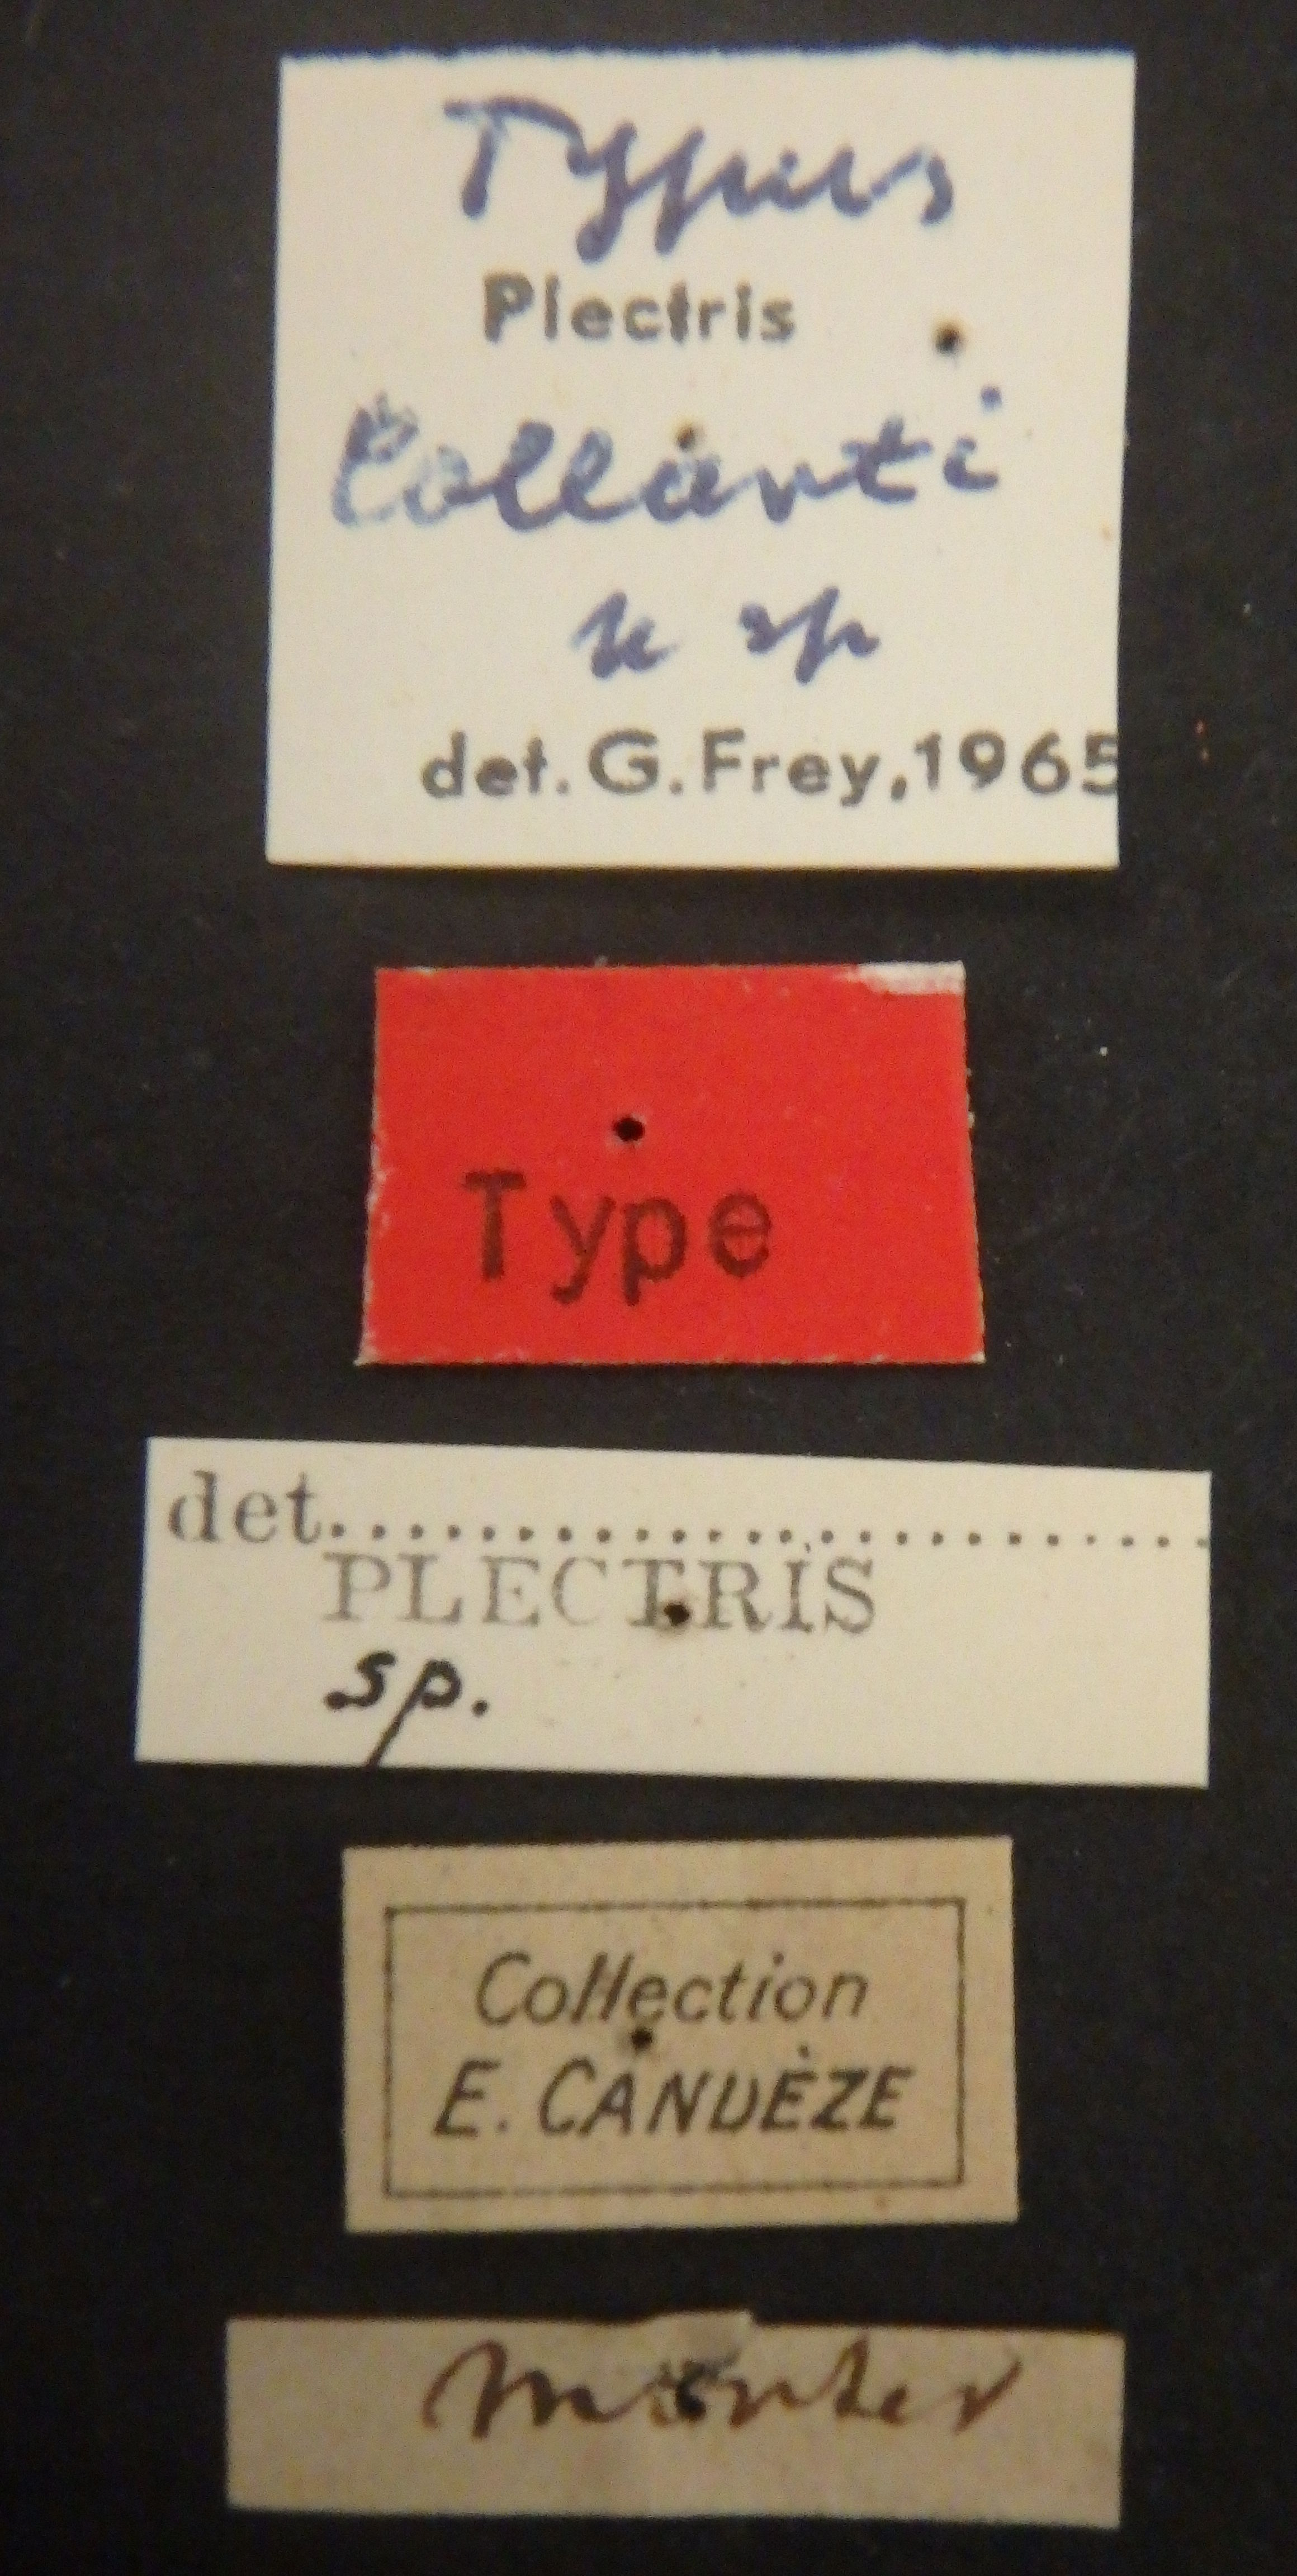 Typus
Plectris
Collarti
n sp
det. G. Frey, 1965
Type
det..............................
PLECTRIS
sp.
Collection
E. CANDÈZE